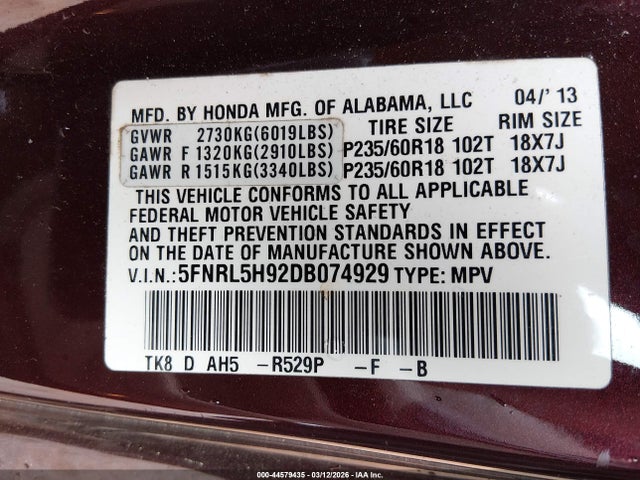 MFD. BY HONDA MFG. OF ALABAMA, LLC 04/'13
GVWR 2730KG(6019LBS) TIRE SIZE RIM SIZE
GAWR F 1320KG(2910LBS) P235/60R18 102T 18X7J
GAWR R 1515KG(3340LBS) P235/60R18 102T 18X7J
THIS VEHICLE CONFORMS TO ALL APPLICABLE
FEDERAL MOTOR VEHICLE SAFETY
AND THEFT PREVENTION STANDARDS IN EFFECT
ON THE DATE OF MANUFACTURE SHOWN ABOVE.
V.I.N.:5FNRL5H92DB074929 TYPE: MPV
TK8 D AH5 -R529P -F -B
000-44579435 - 03/12/2026 - IAA Inc.